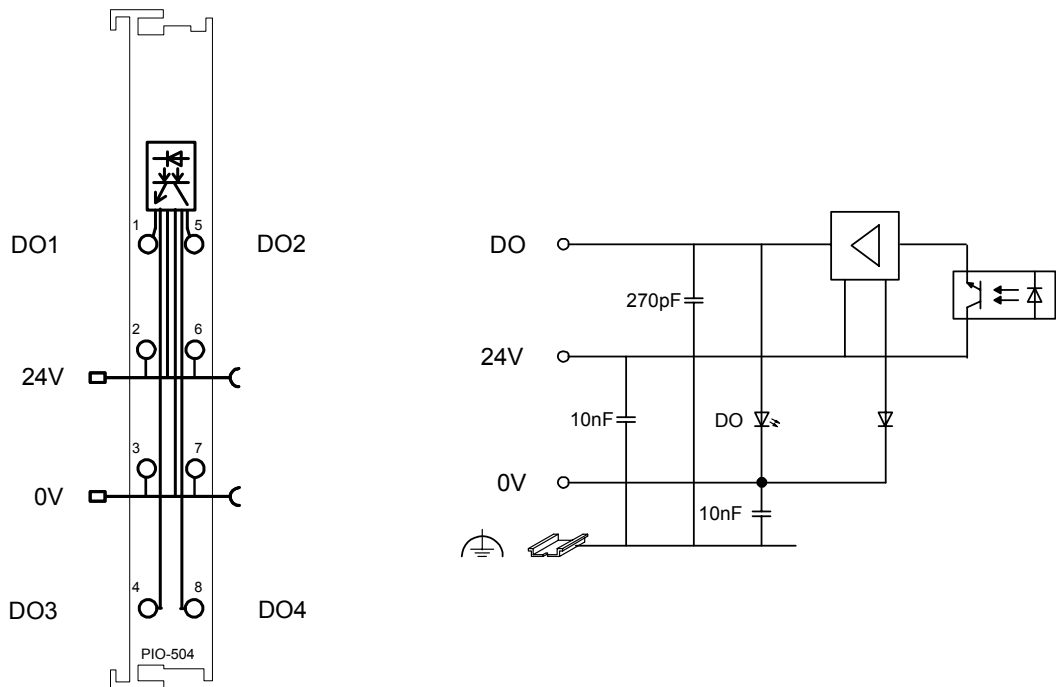 1
5
DO1
DO2
2
6
24V
3
7
0V
4
8
DO3
DO4
PIO-504
DO
270pF
24V
10nF
DO
0V
10nF